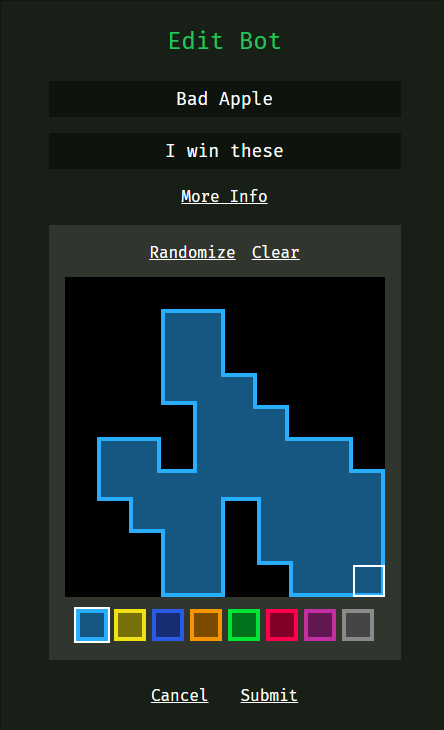 Edit Bot
Bad Apple
I win these
More Info
Randomize Clear
Cancel Submit